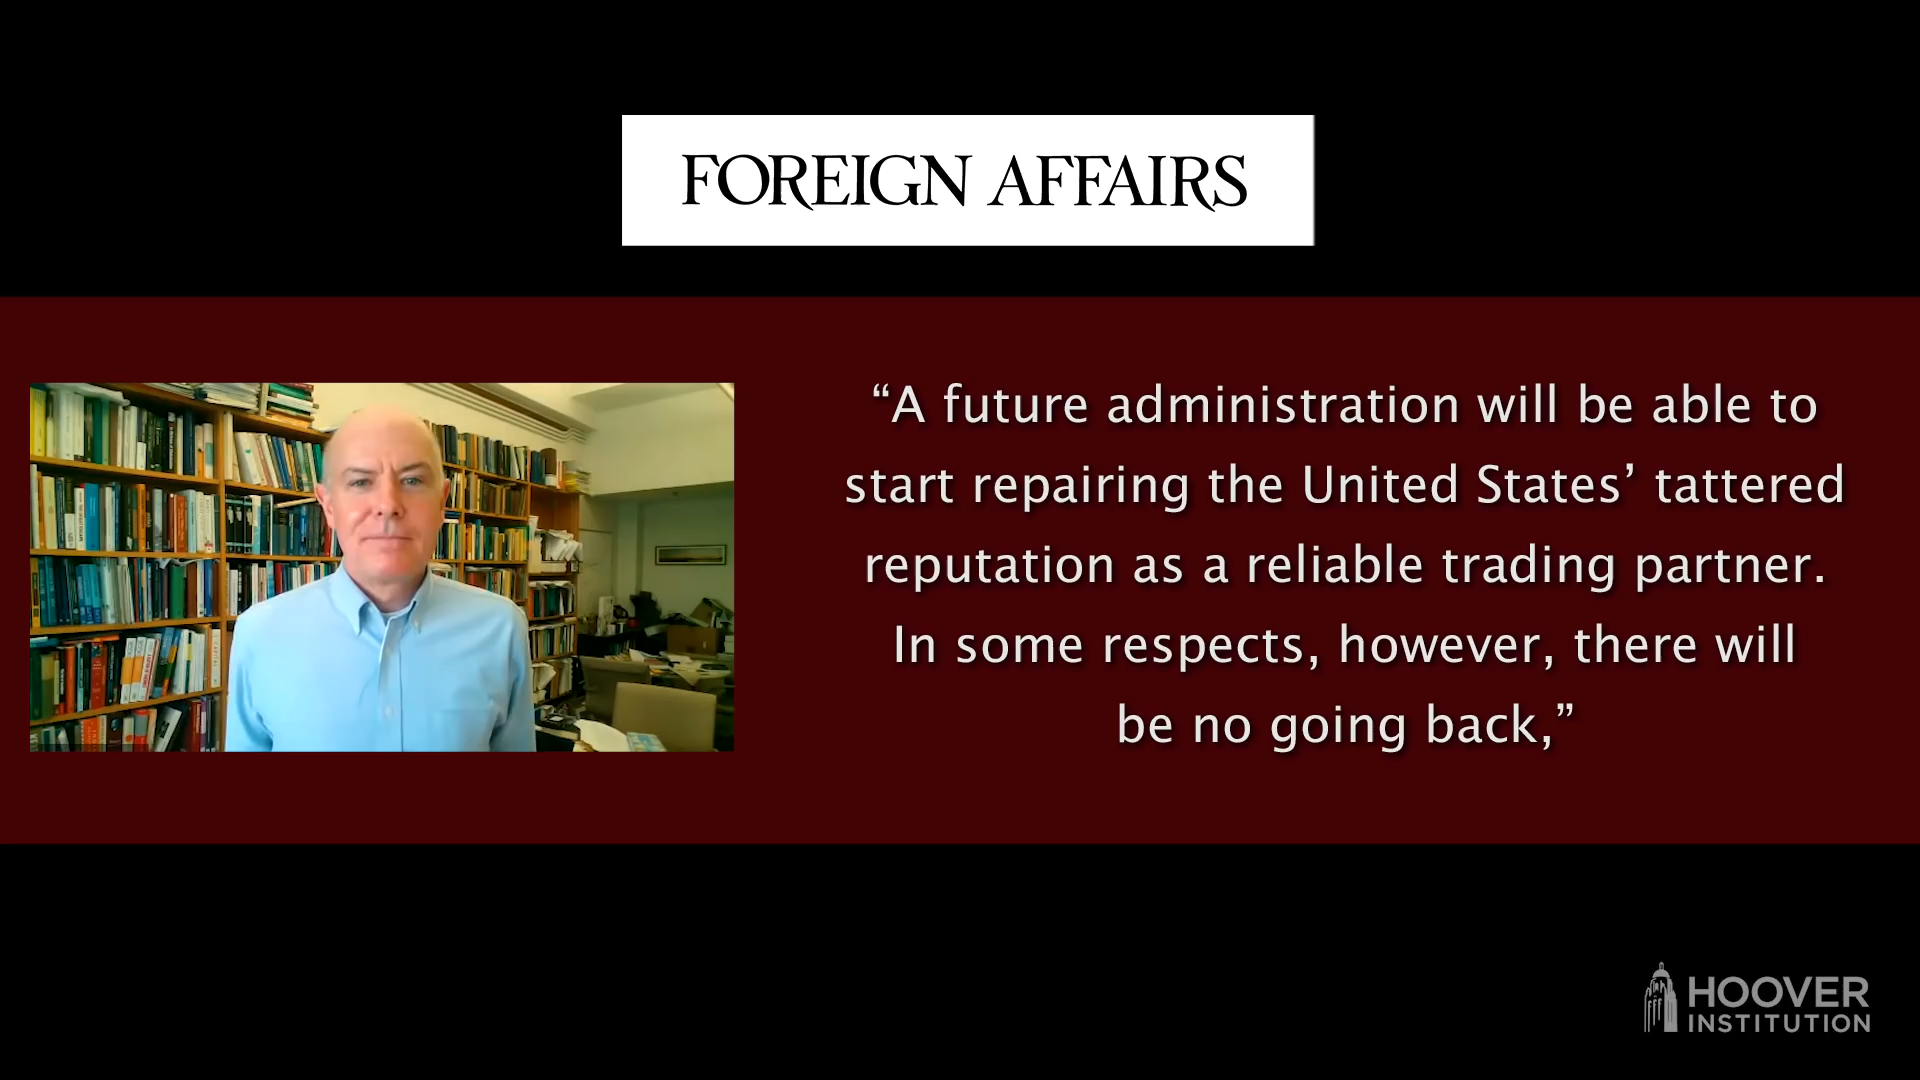 FOREIGN AFFAIRS
“A future administration will be able to
start repairing the United States’ tattered
reputation as a reliable trading partner.
In some respects, however, there will
be no going back,”
HOOVER
INSTITUTION